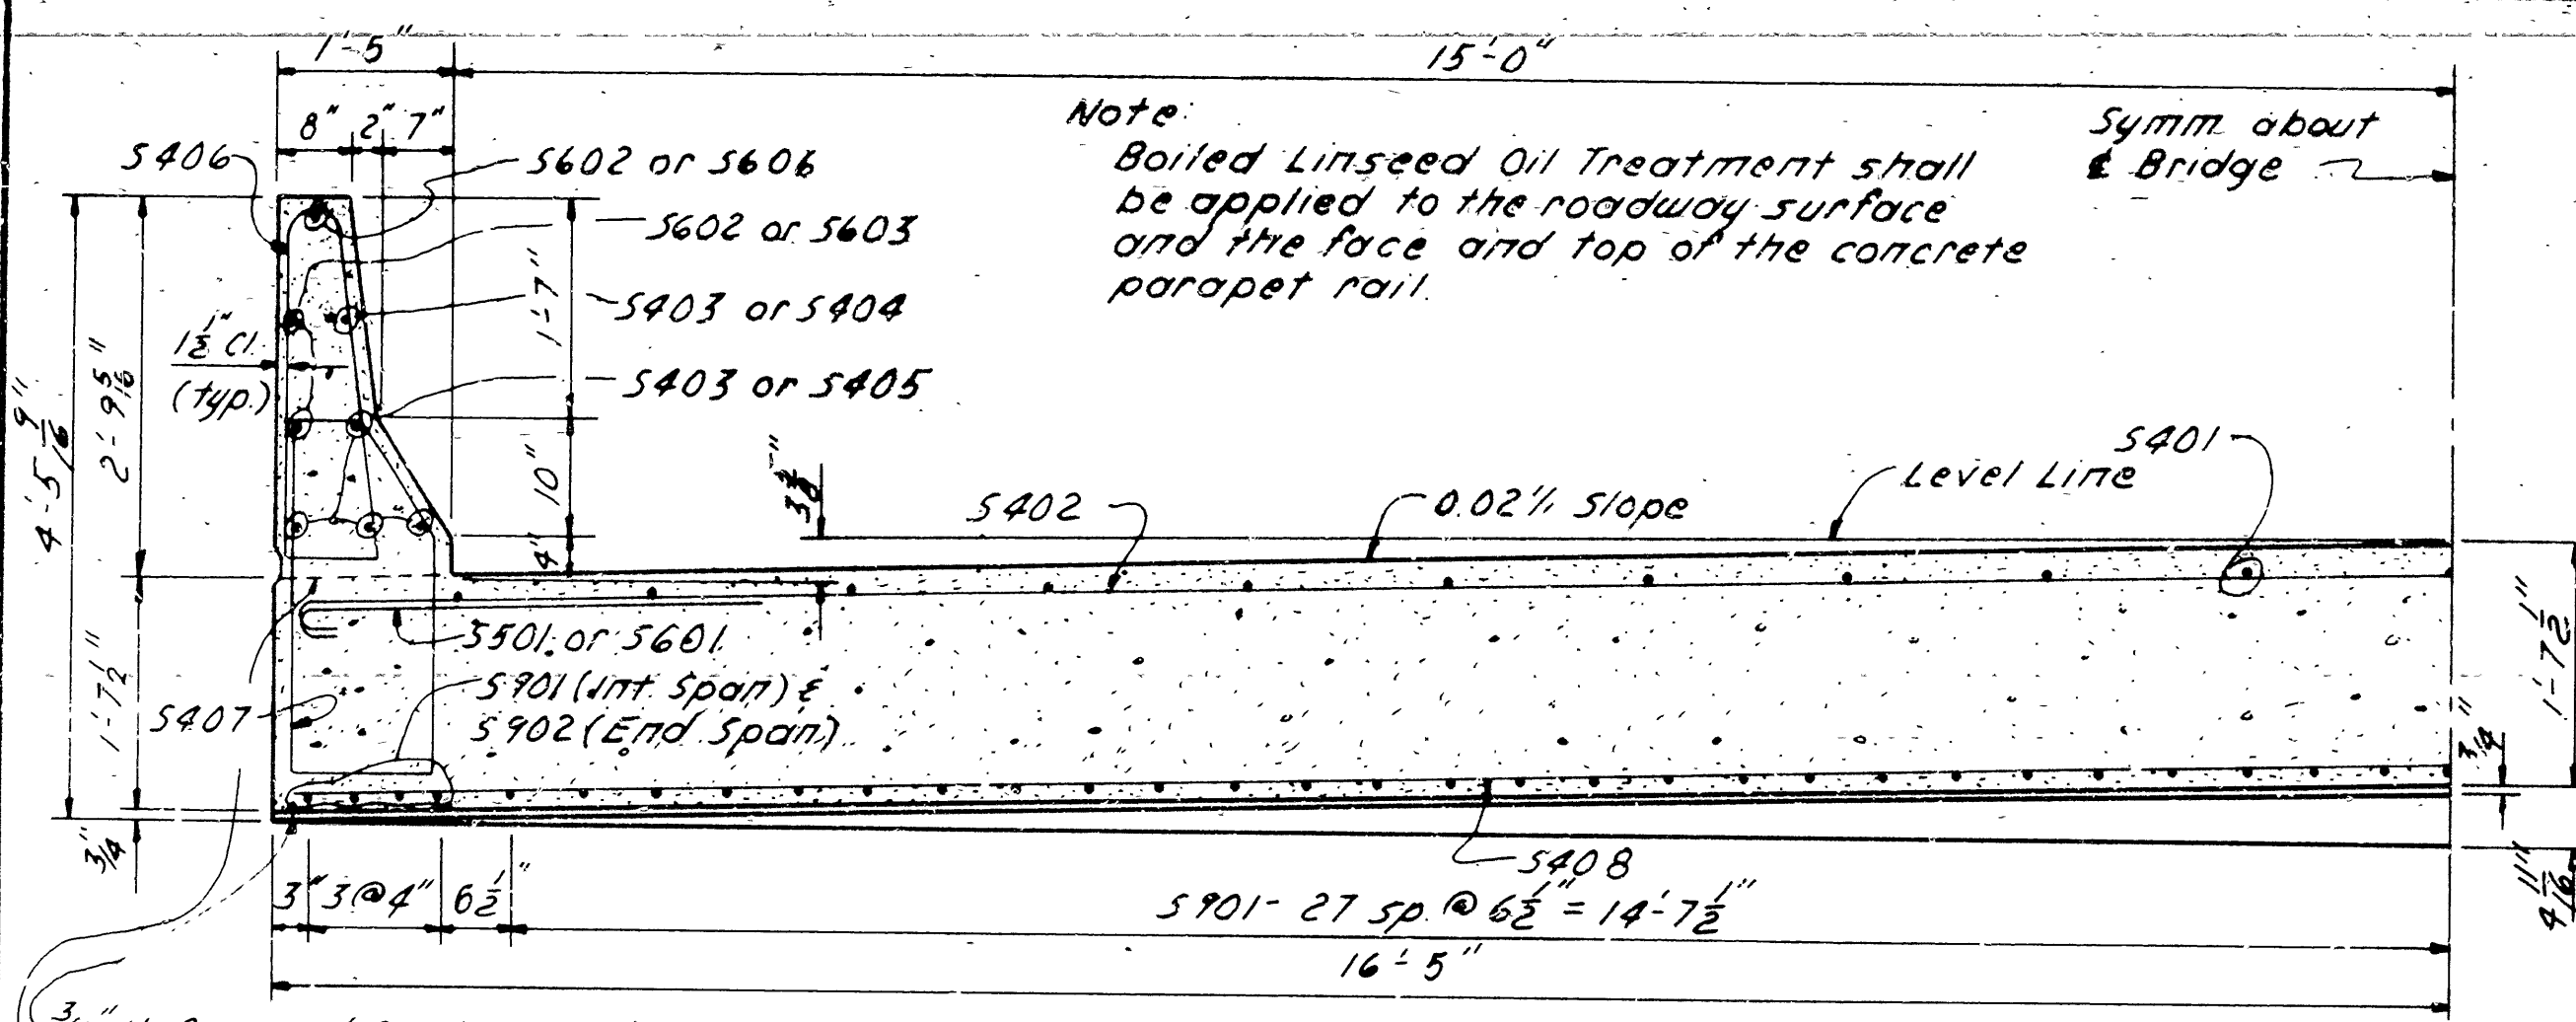 1'-5"
15'-0"
8" 2" 7"
Note:
Boiled Linseed Oil Treatment shall
be applied to the roadway surface
and the face and top of the concrete
parapet rail.
Symm about
℄ Bridge
S406
S602 or S606
S602 or S603
S403 or S404
S403 or S405
1½" Cl.
(typ.)
4'-5 9/16"
2'-9 5/16"
1'-7"
10"
4"
S402
0.02% Slope
Level Line
S401
S501 or S601
S901 (Int. Span) &
S902 (End Span)
S407
1'-7½"
3/4"
1'-7½"
3/4"
4 11/16"
S408
3" 3@4" 6½"
S901 - 27 sp. @ 6½" = 14'-7½"
16'-5"